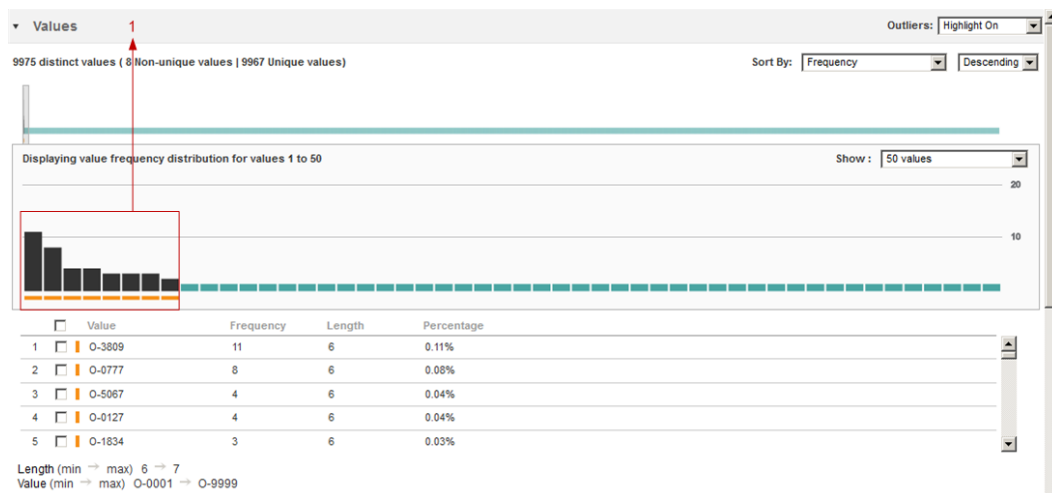 Values
1
Outliers: Highlight On
9975 distinct values ( 8 Non-unique values | 9967 Unique values)
Sort By: Frequency Descending
Displaying value frequency distribution for values 1 to 50
Show : 50 values
20
10
Value Frequency Length Percentage
1 O-3809 11 6 0.11%
2 O-0777 8 6 0.08%
3 O-5067 4 6 0.04%
4 O-0127 4 6 0.04%
5 O-1834 3 6 0.03%
Length (min → max) 6 → 7
Value (min → max) O-0001 → O-9999